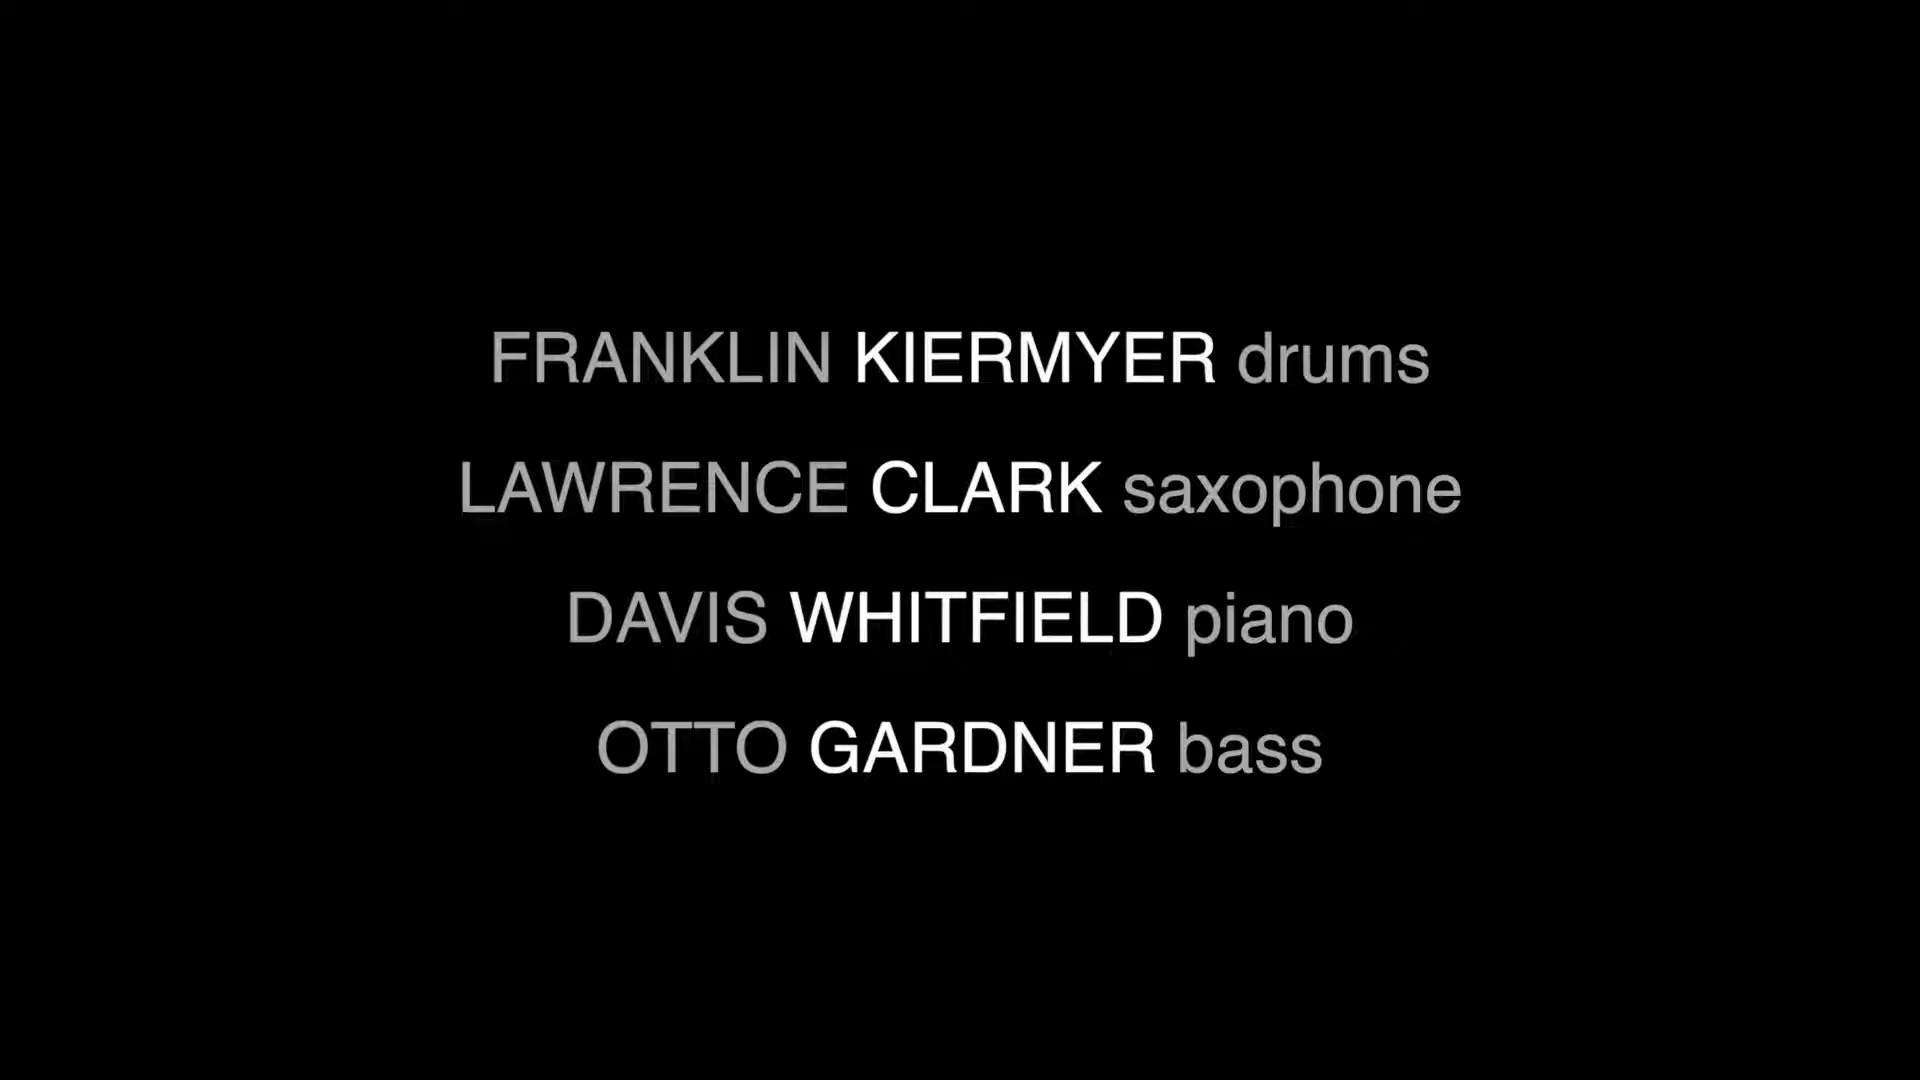 FRANKLIN KIERMYER drums
LAWRENCE CLARK saxophone
DAVIS WHITFIELD piano
OTTO GARDNER bass